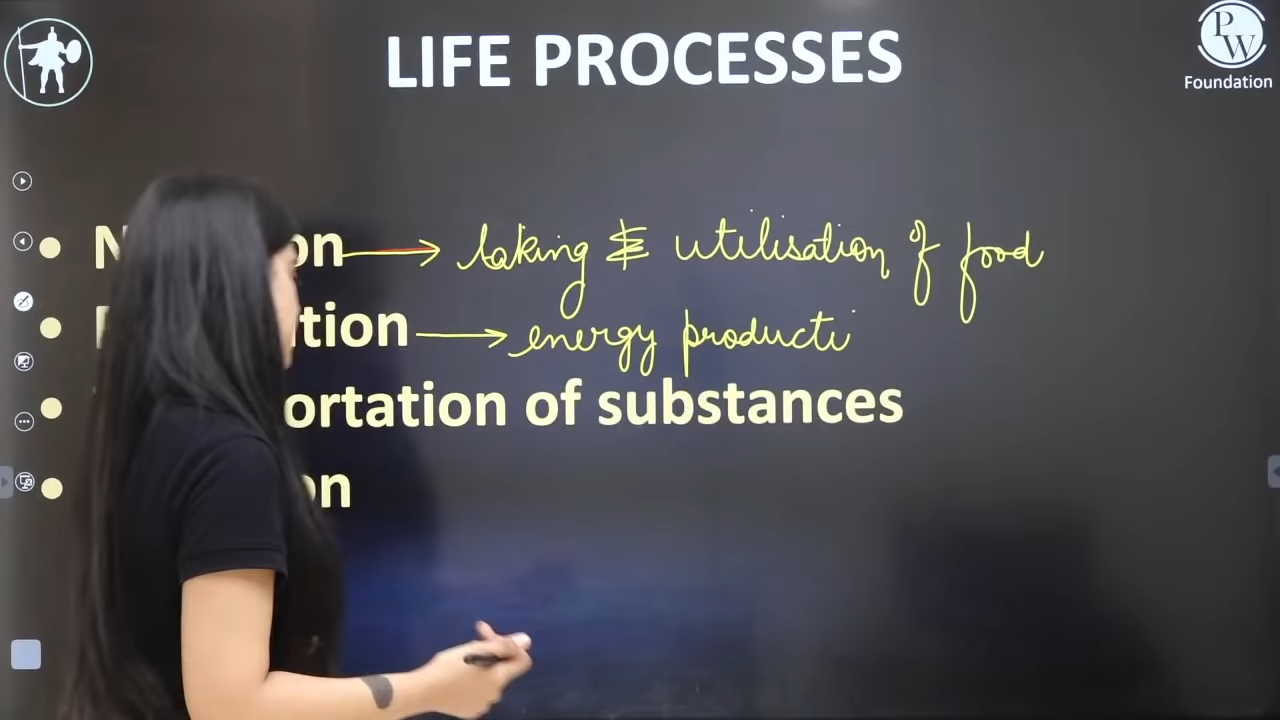 LIFE PROCESSES
PW
Foundation
N on → taking & utilisation of food
tion → energy producti
ortation of substances
on